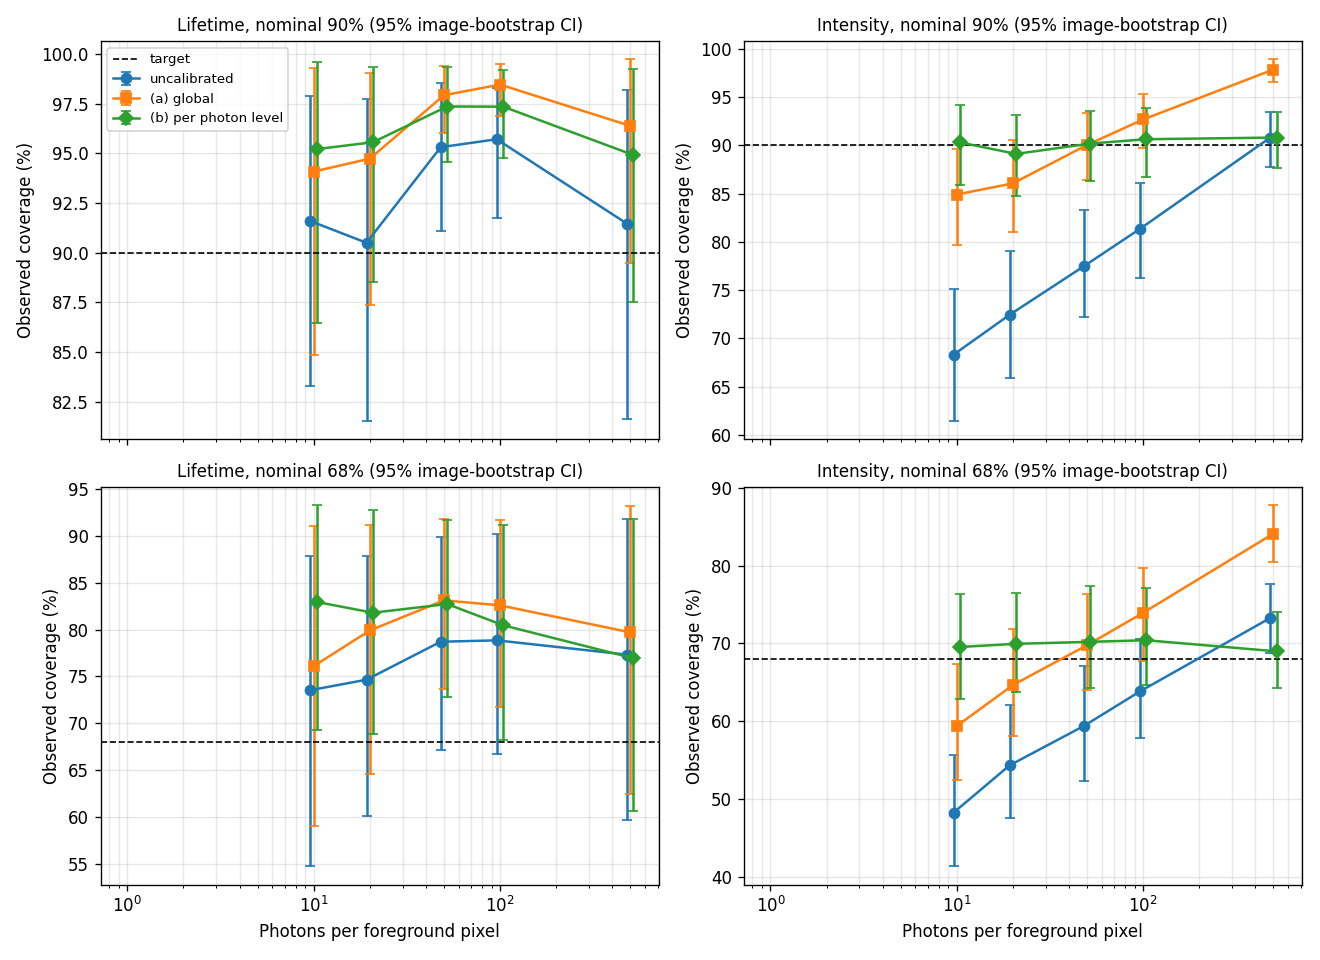 Lifetime, nominal 90% (95% image-bootstrap CI)
Observed coverage (%)
100.0
97.5
95.0
92.5
90.0
87.5
85.0
82.5
target
uncalibrated
(a) global
(b) per photon level
Intensity, nominal 90% (95% image-bootstrap CI)
Observed coverage (%)
100
95
90
85
80
75
70
65
60
Lifetime, nominal 68% (95% image-bootstrap CI)
Observed coverage (%)
95
90
85
80
75
70
65
60
55
10⁰
10¹
10²
Photons per foreground pixel
Intensity, nominal 68% (95% image-bootstrap CI)
Observed coverage (%)
90
80
70
60
50
40
10⁰
10¹
10²
Photons per foreground pixel